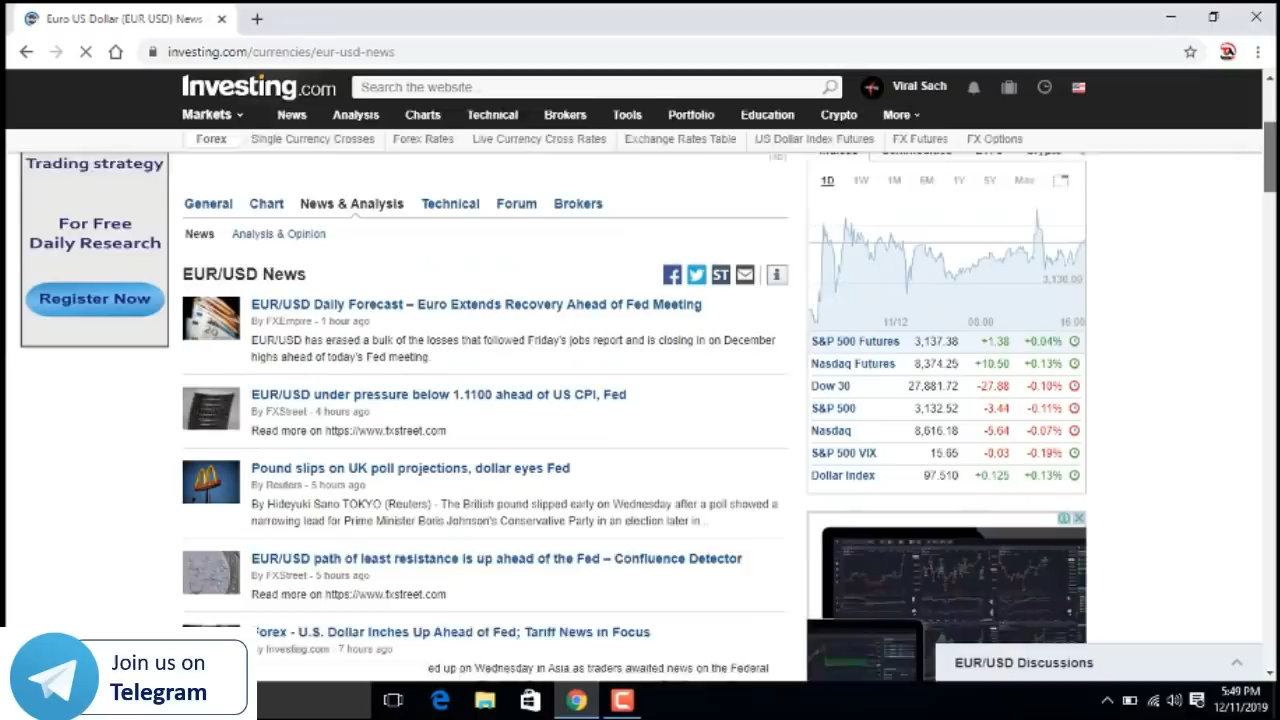 Euro US Dollar (EUR USD) News
investing.com/currencies/eur-usd-news
Investing.com
Search the website...
Viral Sach
Markets News Analysis Charts Technical Brokers Tools Portfolio Education Crypto More
Forex Single Currency Crosses Forex Rates Live Currency Cross Rates Exchange Rates Table US Dollar Index Futures FX Futures FX Options
Trading strategy
For Free
Daily Research
Register Now
General Chart News & Analysis Technical Forum Brokers
News Analysis & Opinion
EUR/USD News
ST
EUR/USD Daily Forecast – Euro Extends Recovery Ahead of Fed Meeting
By FXEmpire - 1 hour ago
EUR/USD has erased a bulk of the losses that followed Friday's jobs report and is closing in on December
highs ahead of today's Fed meeting.
EUR/USD under pressure below 1.1100 ahead of US CPI, Fed
By FXStreet - 4 hours ago
Read more on https://www.fxstreet.com
Pound slips on UK poll projections, dollar eyes Fed
By Reuters - 5 hours ago
By Hideyuki Sano TOKYO (Reuters) - The British pound slipped early on Wednesday after a poll showed a
narrowing lead for Prime Minister Boris Johnson's Conservative Party in an election later in...
EUR/USD path of least resistance is up ahead of the Fed – Confluence Detector
By FXStreet - 5 hours ago
Read more on https://www.fxstreet.com
Forex - U.S. Dollar Inches Up Ahead of Fed; Tariff News in Focus
By Investing.com - 7 hours ago
ed up on Wednesday in Asia as traders awaited news on the Federal
1D 1W 1M 6M 1Y 5Y Max
3,130.00
11/12 08:00 16:00
S&P 500 Futures 3,137.38 +1.38 +0.04%
Nasdaq Futures 8,374.25 +10.50 +0.13%
Dow 30 27,881.72 -27.88 -0.10%
S&P 500 3,132.52 -3.44 -0.11%
Nasdaq 8,616.18 -5.64 -0.07%
S&P 500 VIX 15.65 -0.03 -0.19%
Dollar Index 97.510 +0.125 +0.13%
EUR/USD Discussions
Join us on
Telegram
5:49 PM
12/11/2019